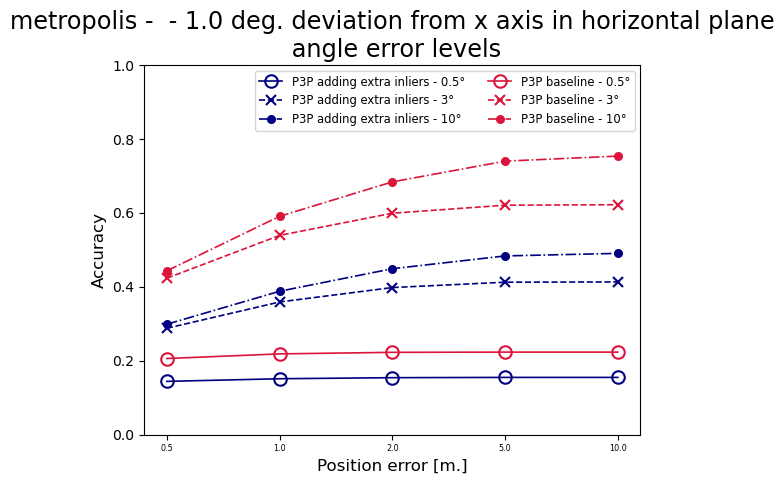 metropolis -  - 1.0 deg. deviation from x axis in horizontal plane
angle error levels
P3P adding extra inliers - 0.5°
P3P adding extra inliers - 3°
P3P adding extra inliers - 10°
P3P baseline - 0.5°
P3P baseline - 3°
P3P baseline - 10°
Accuracy
1.0
0.8
0.6
0.4
0.2
0.0
0.5 1.0 2.0 5.0 10.0
Position error [m.]